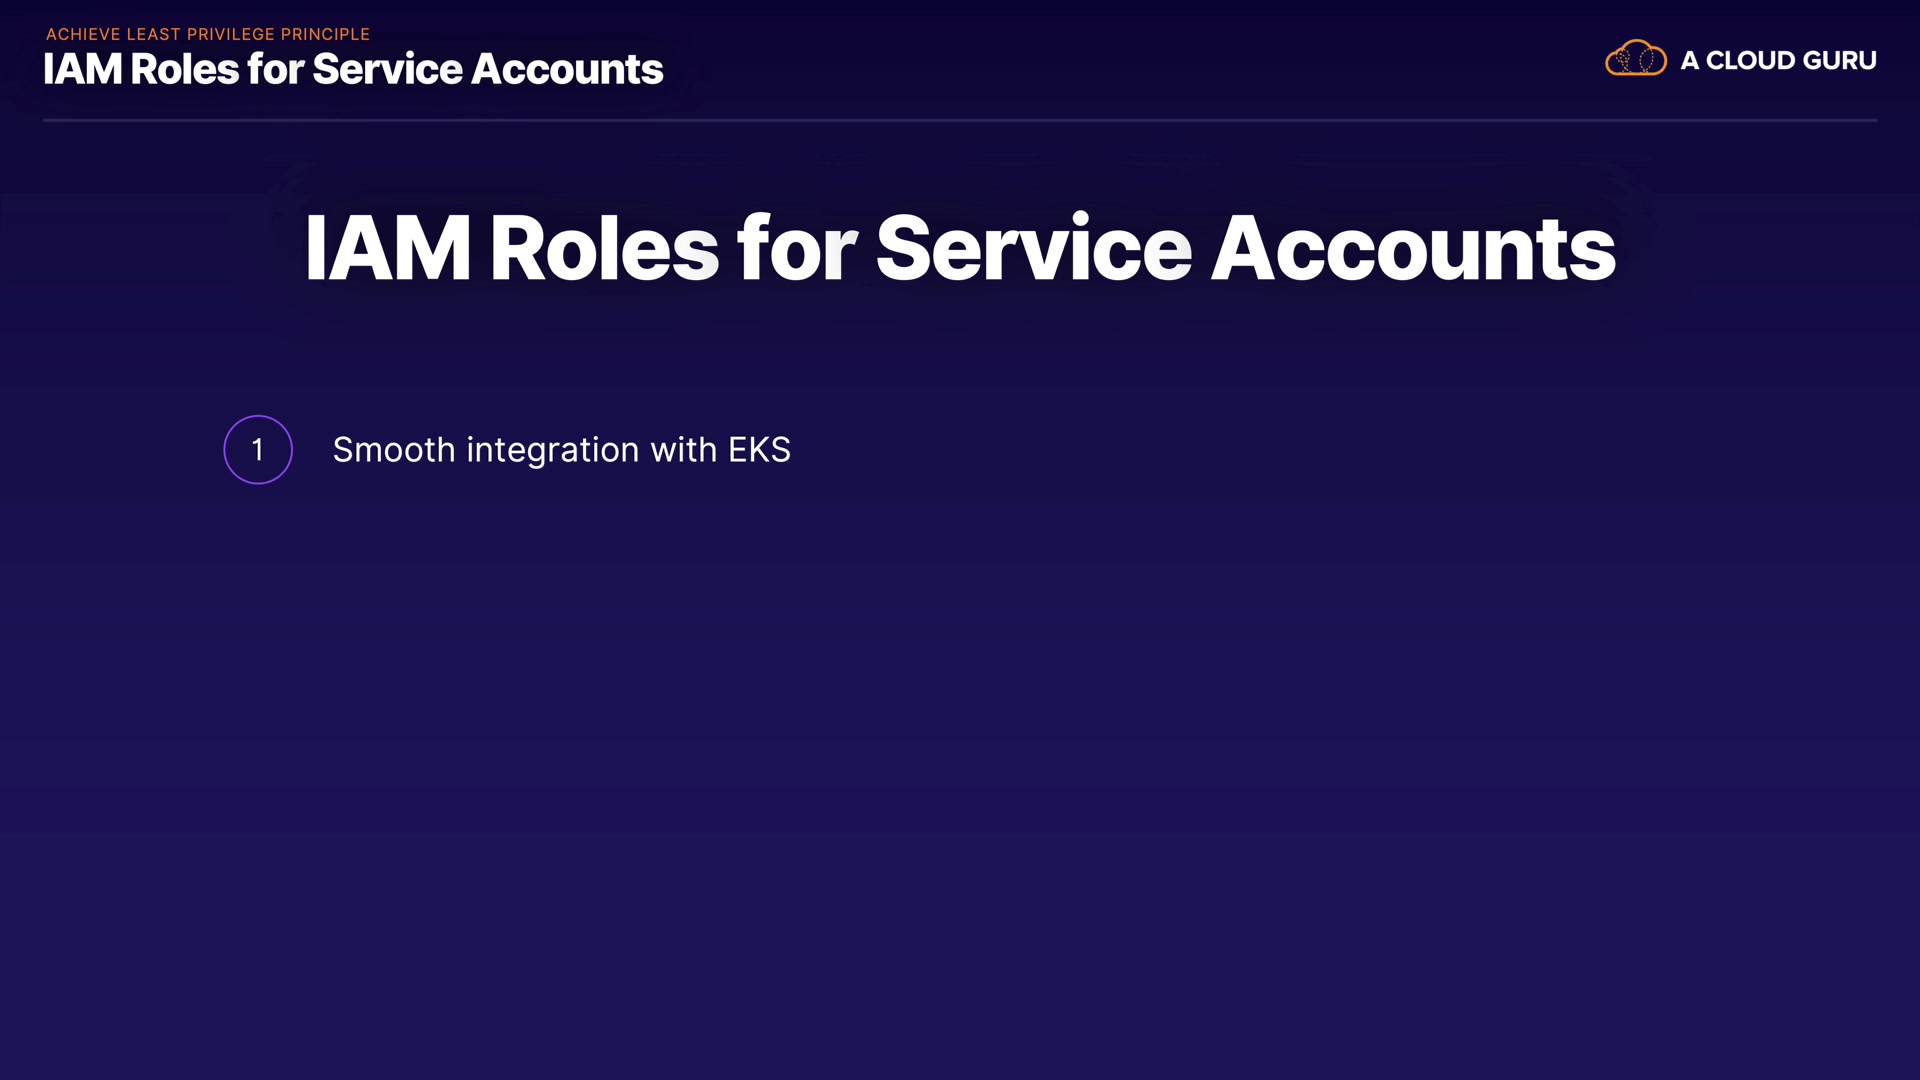 ACHIEVE LEAST PRIVILEGE PRINCIPLE
IAM Roles for Service Accounts
A CLOUD GURU
IAM Roles for Service Accounts
1 Smooth integration with EKS